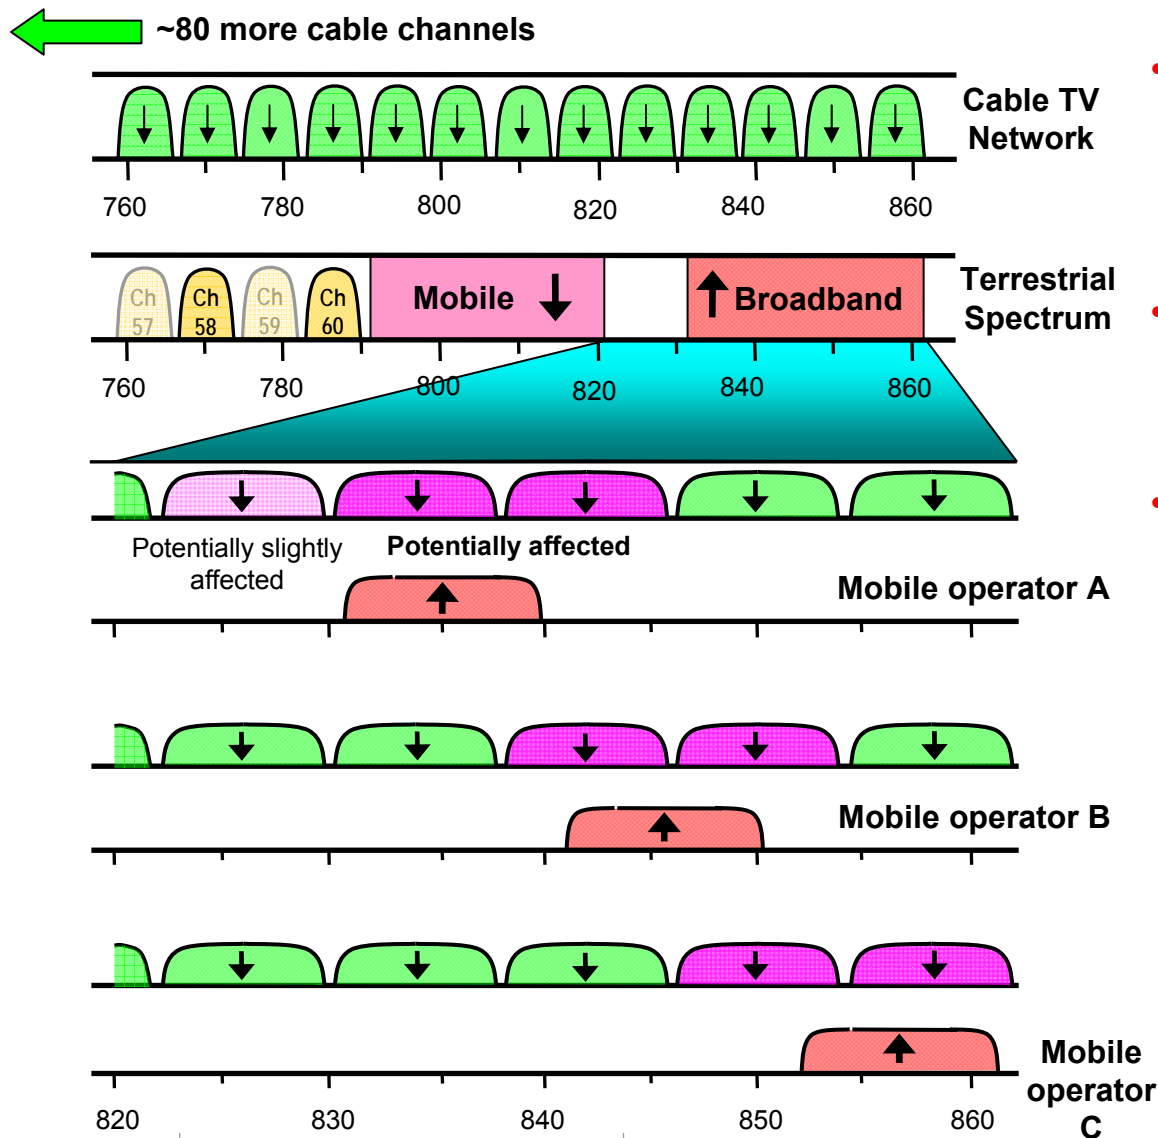 ~80 more cable channels
Cable TV
Network
760 780 800 820 840 860
Ch
57
Ch
58
Ch
59
Ch
60
Mobile
Broadband
Terrestrial
Spectrum
760 780 800 820 840 860
Potentially slightly
affected
Potentially affected
Mobile operator A
Mobile operator B
Mobile
operator
C
820 830 840 850 860